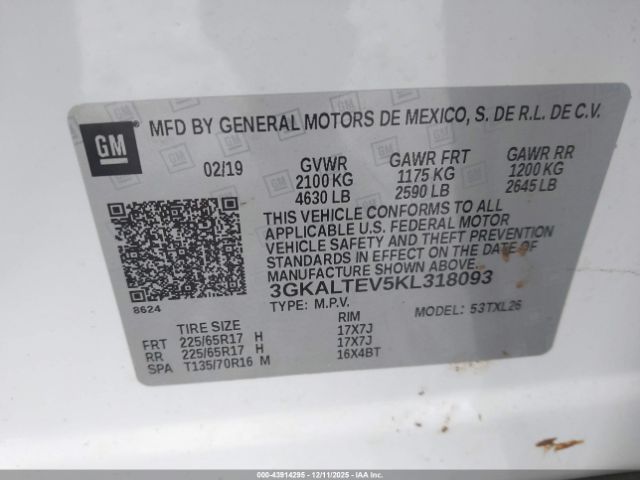 GM MFD BY GENERAL MOTORS DE MEXICO, S. DE R.L. DE C.V.
02/19 GVWR GAWR FRT GAWR RR
2100 KG 1175 KG 1200 KG
4630 LB 2590 LB 2645 LB
THIS VEHICLE CONFORMS TO ALL
APPLICABLE U.S. FEDERAL MOTOR
VEHICLE SAFETY AND THEFT PREVENTION
STANDARDS IN EFFECT ON THE DATE OF
MANUFACTURE SHOWN ABOVE.
8624 3GKALTEV5KL318093
TYPE: M.P.V. MODEL: 53TXL26
TIRE SIZE RIM
FRT 225/65R17 H 17X7J
RR 225/65R17 H 17X7J
SPA T135/70R16 M 16X4BT
000-43914295 - 12/11/2025 - IAAI.CA